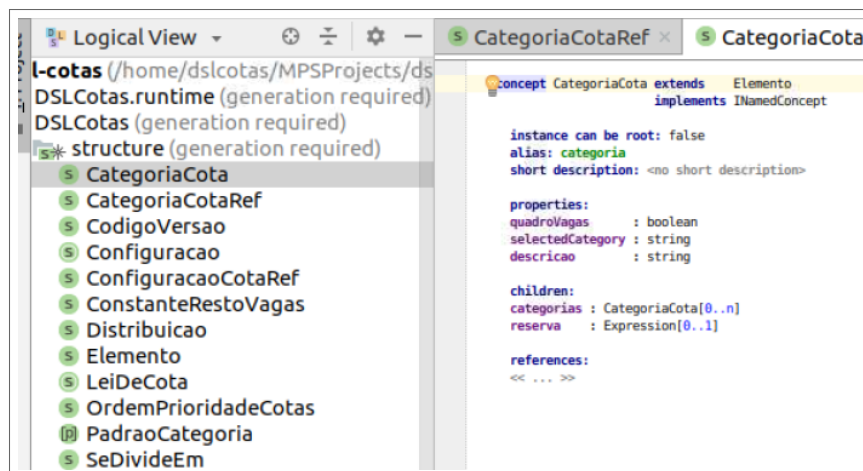 Logical View
l-cotas (/home/dslcotas/MPSProjects/ds
DSLCotas.runtime (generation required)
DSLCotas (generation required)
structure (generation required)
CategoriaCota
CategoriaCotaRef
CodigoVersao
Configuracao
ConfiguracaoCotaRef
ConstanteRestoVagas
Distribuicao
Elemento
LeiDeCota
OrdemPrioridadeCotas
PadraoCategoria
SeDivideEm
CategoriaCotaRef
CategoriaCota
concept CategoriaCota extends Elemento
implements INamedConcept
instance can be root: false
alias: categoria
short description: <no short description>
properties:
quadroVagas : boolean
selectedCategory : string
descricao : string
children:
categorias : CategoriaCota[0..n]
reserva : Expression[0..1]
references:
<< ... >>